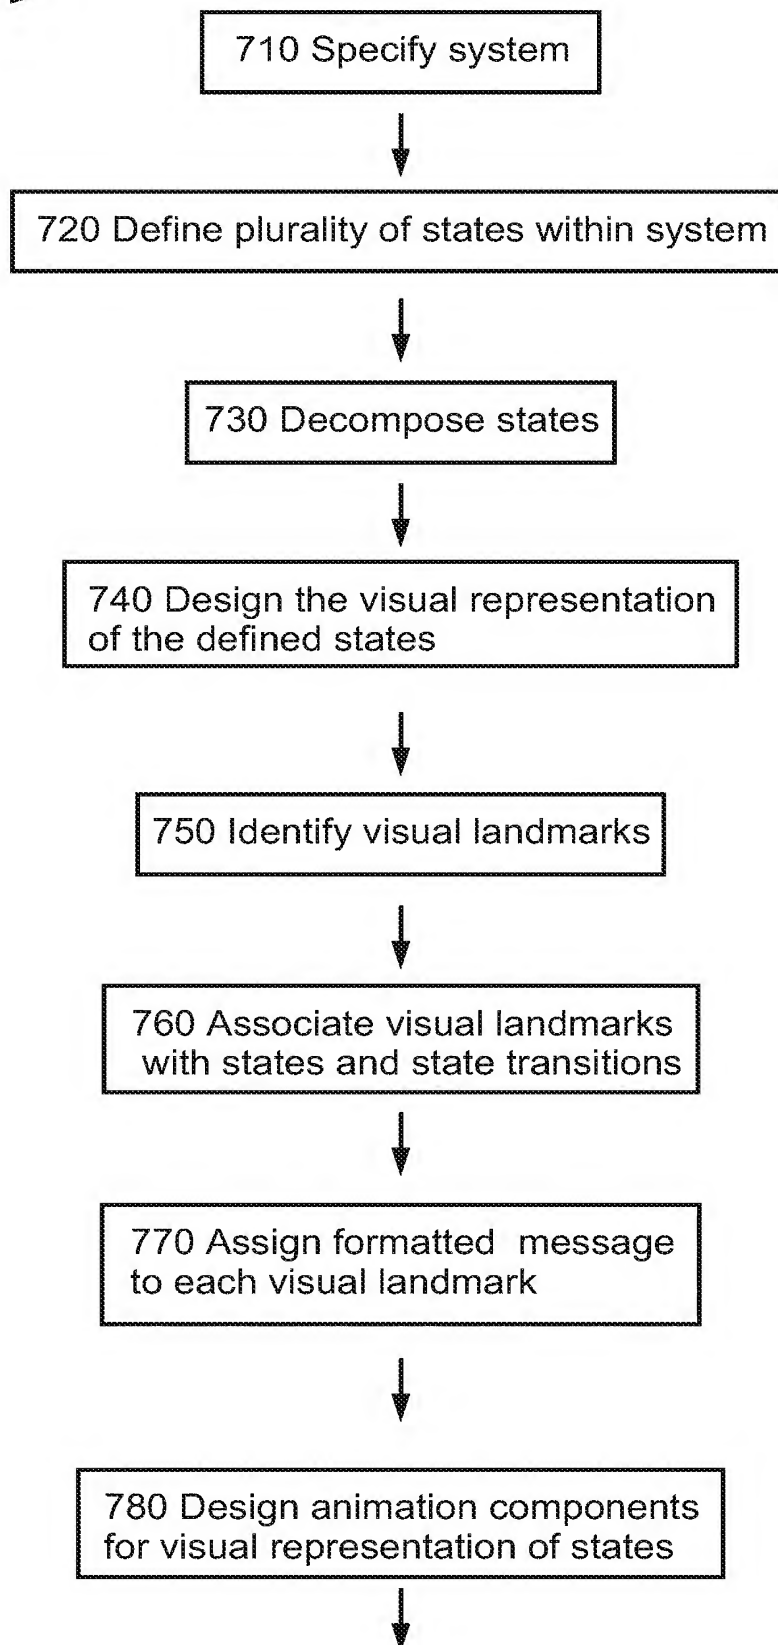 710 Specify system
720 Define plurality of states within system
730 Decompose states
740 Design the visual representation
of the defined states
750 Identify visual landmarks
760 Associate visual landmarks
with states and state transitions
770 Assign formatted message
to each visual landmark
780 Design animation components
for visual representation of states